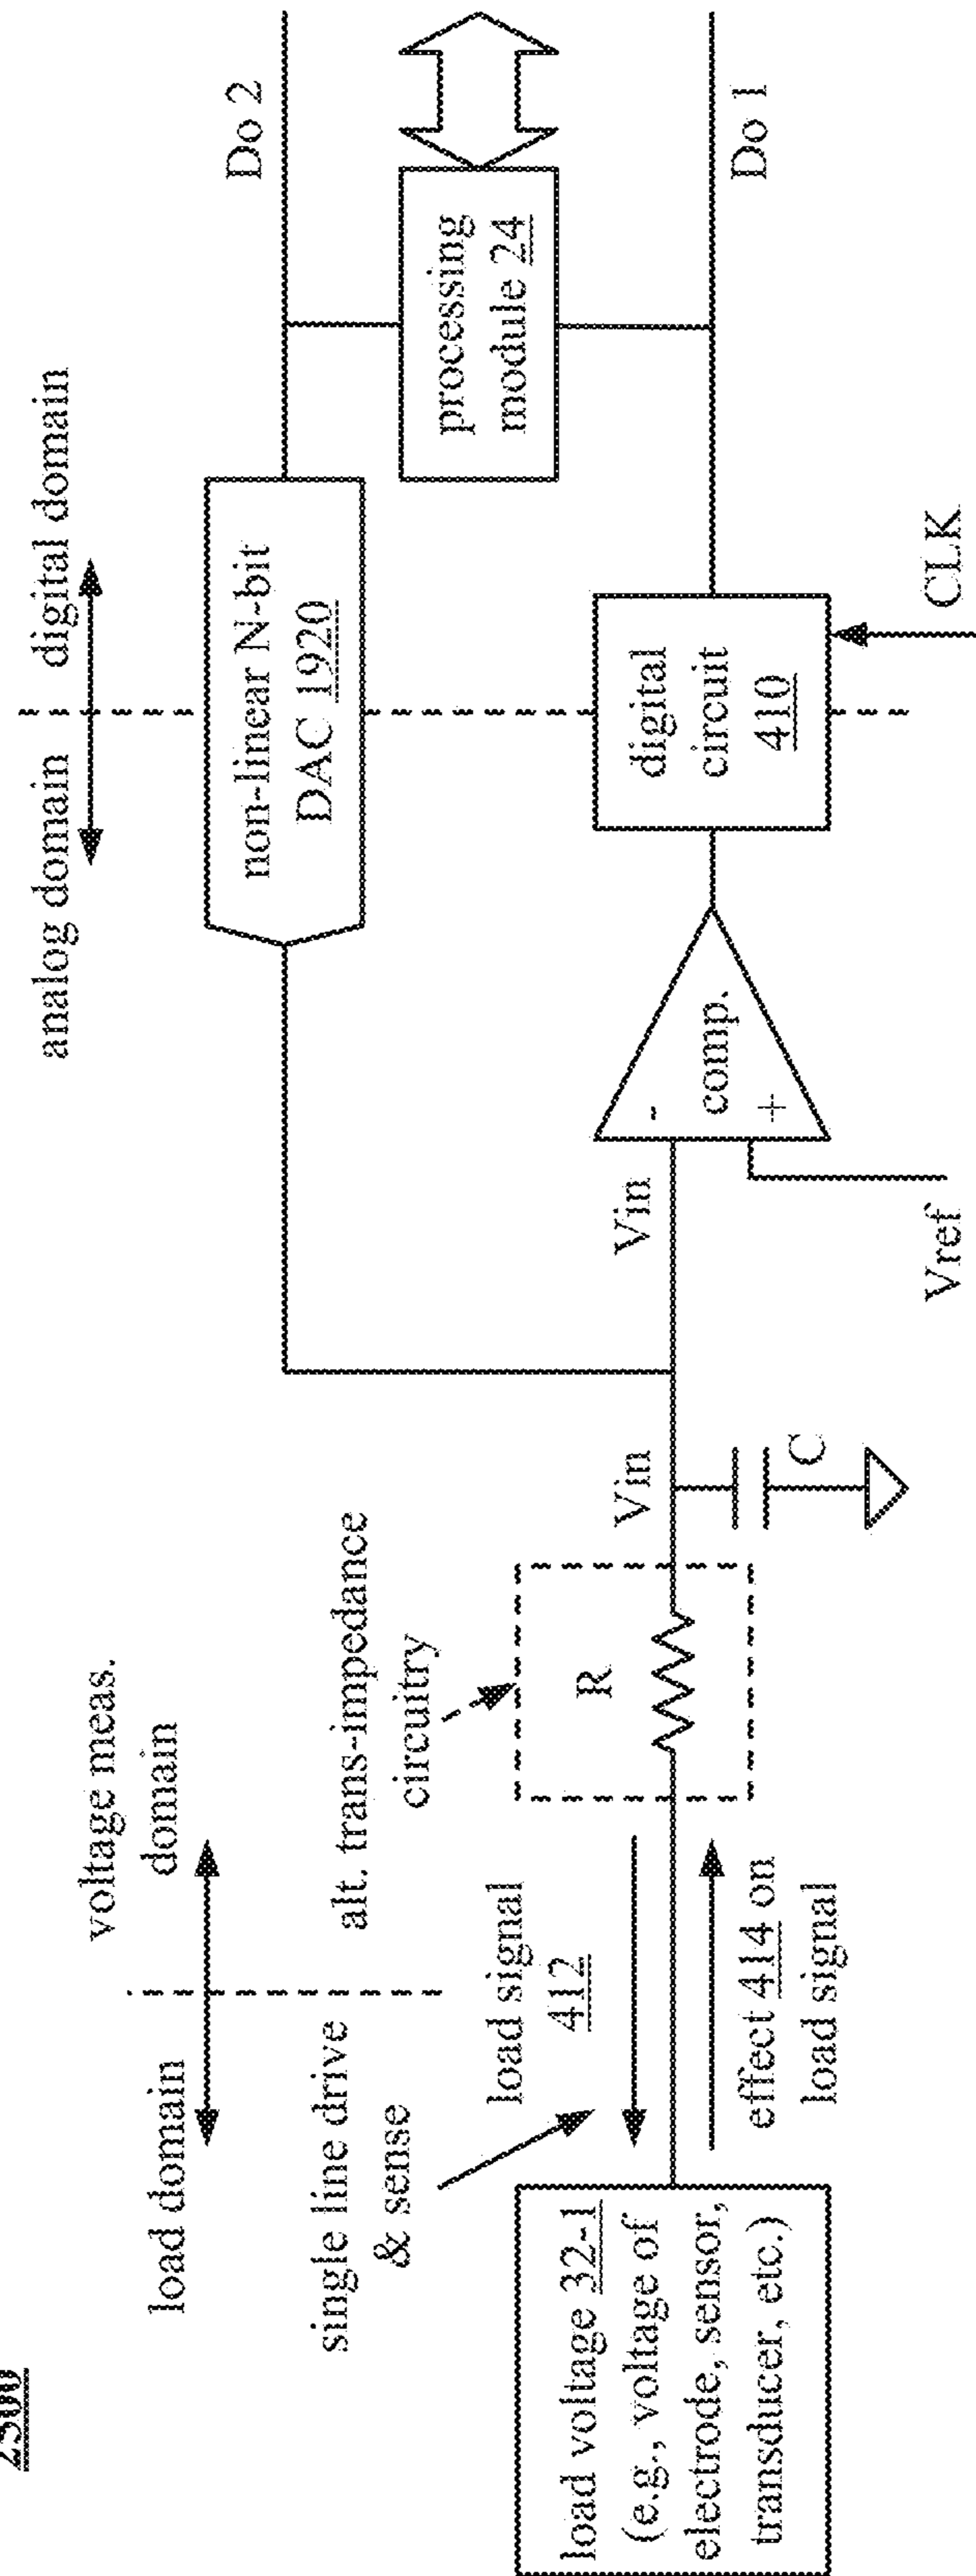 2300
load domain
voltage meas.
domain
analog domain
digital domain
single line drive
& sense
alt. trans-impedance
circuitry
non-linear N-bit
DAC 1920
Do 2
load signal
412
R
Vin
Vin
processing
module 24
load voltage 32-1
(e.g., voltage of
electrode, sensor,
transducer, etc.)
effect 414 on
load signal
C
-
comp.
+
Vref
digital
circuit
410
CLK
Do 1